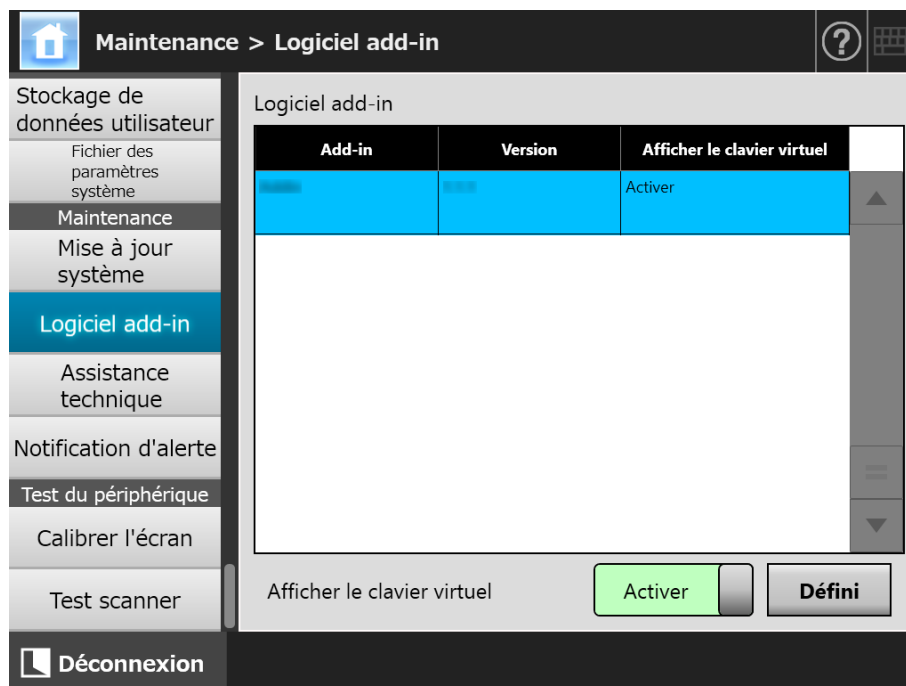 Maintenance > Logiciel add-in
?
Stockage de
données utilisateur
Fichier des
paramètres
système
Maintenance
Mise à jour
système
Logiciel add-in
Assistance
technique
Notification d'alerte
Test du périphérique
Calibrer l'écran
Test scanner
Déconnexion
Logiciel add-in
Add-in Version Afficher le clavier virtuel
Activer
Afficher le clavier virtuel Activer Défini